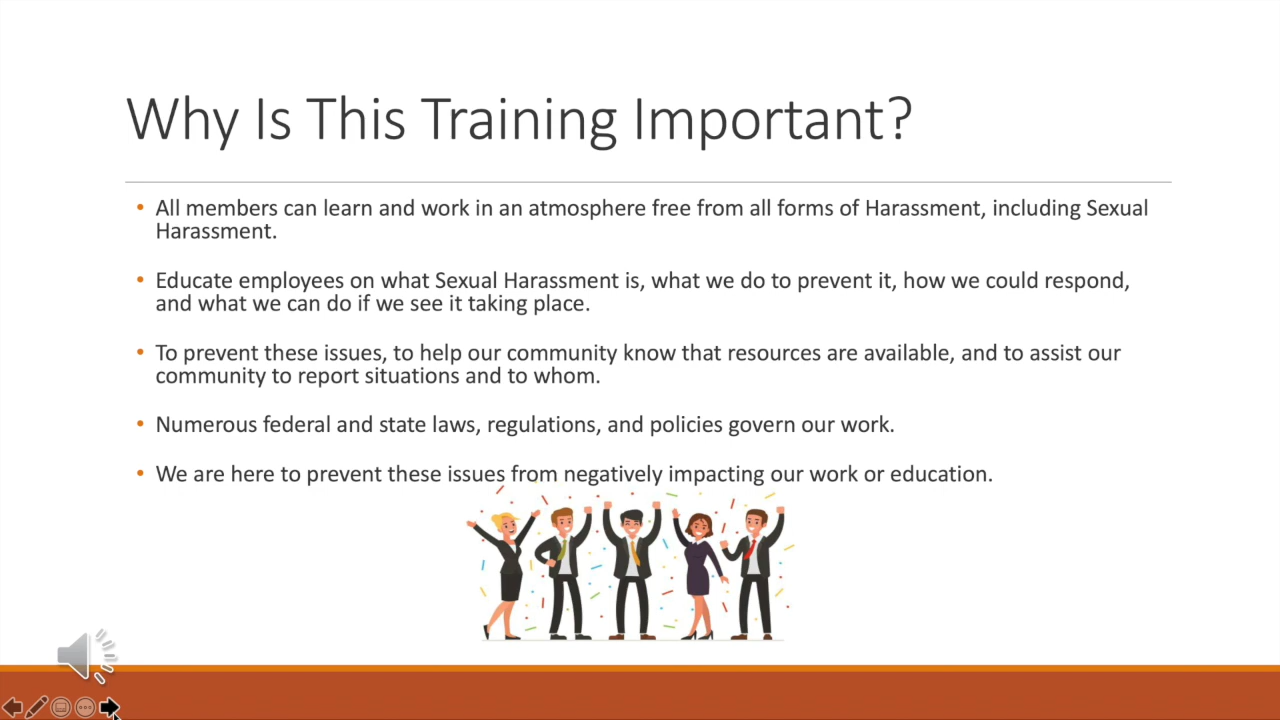 Why Is This Training Important?
• All members can learn and work in an atmosphere free from all forms of Harassment, including Sexual
Harassment.
• Educate employees on what Sexual Harassment is, what we do to prevent it, how we could respond,
and what we can do if we see it taking place.
• To prevent these issues, to help our community know that resources are available, and to assist our
community to report situations and to whom.
• Numerous federal and state laws, regulations, and policies govern our work.
• We are here to prevent these issues from negatively impacting our work or education.